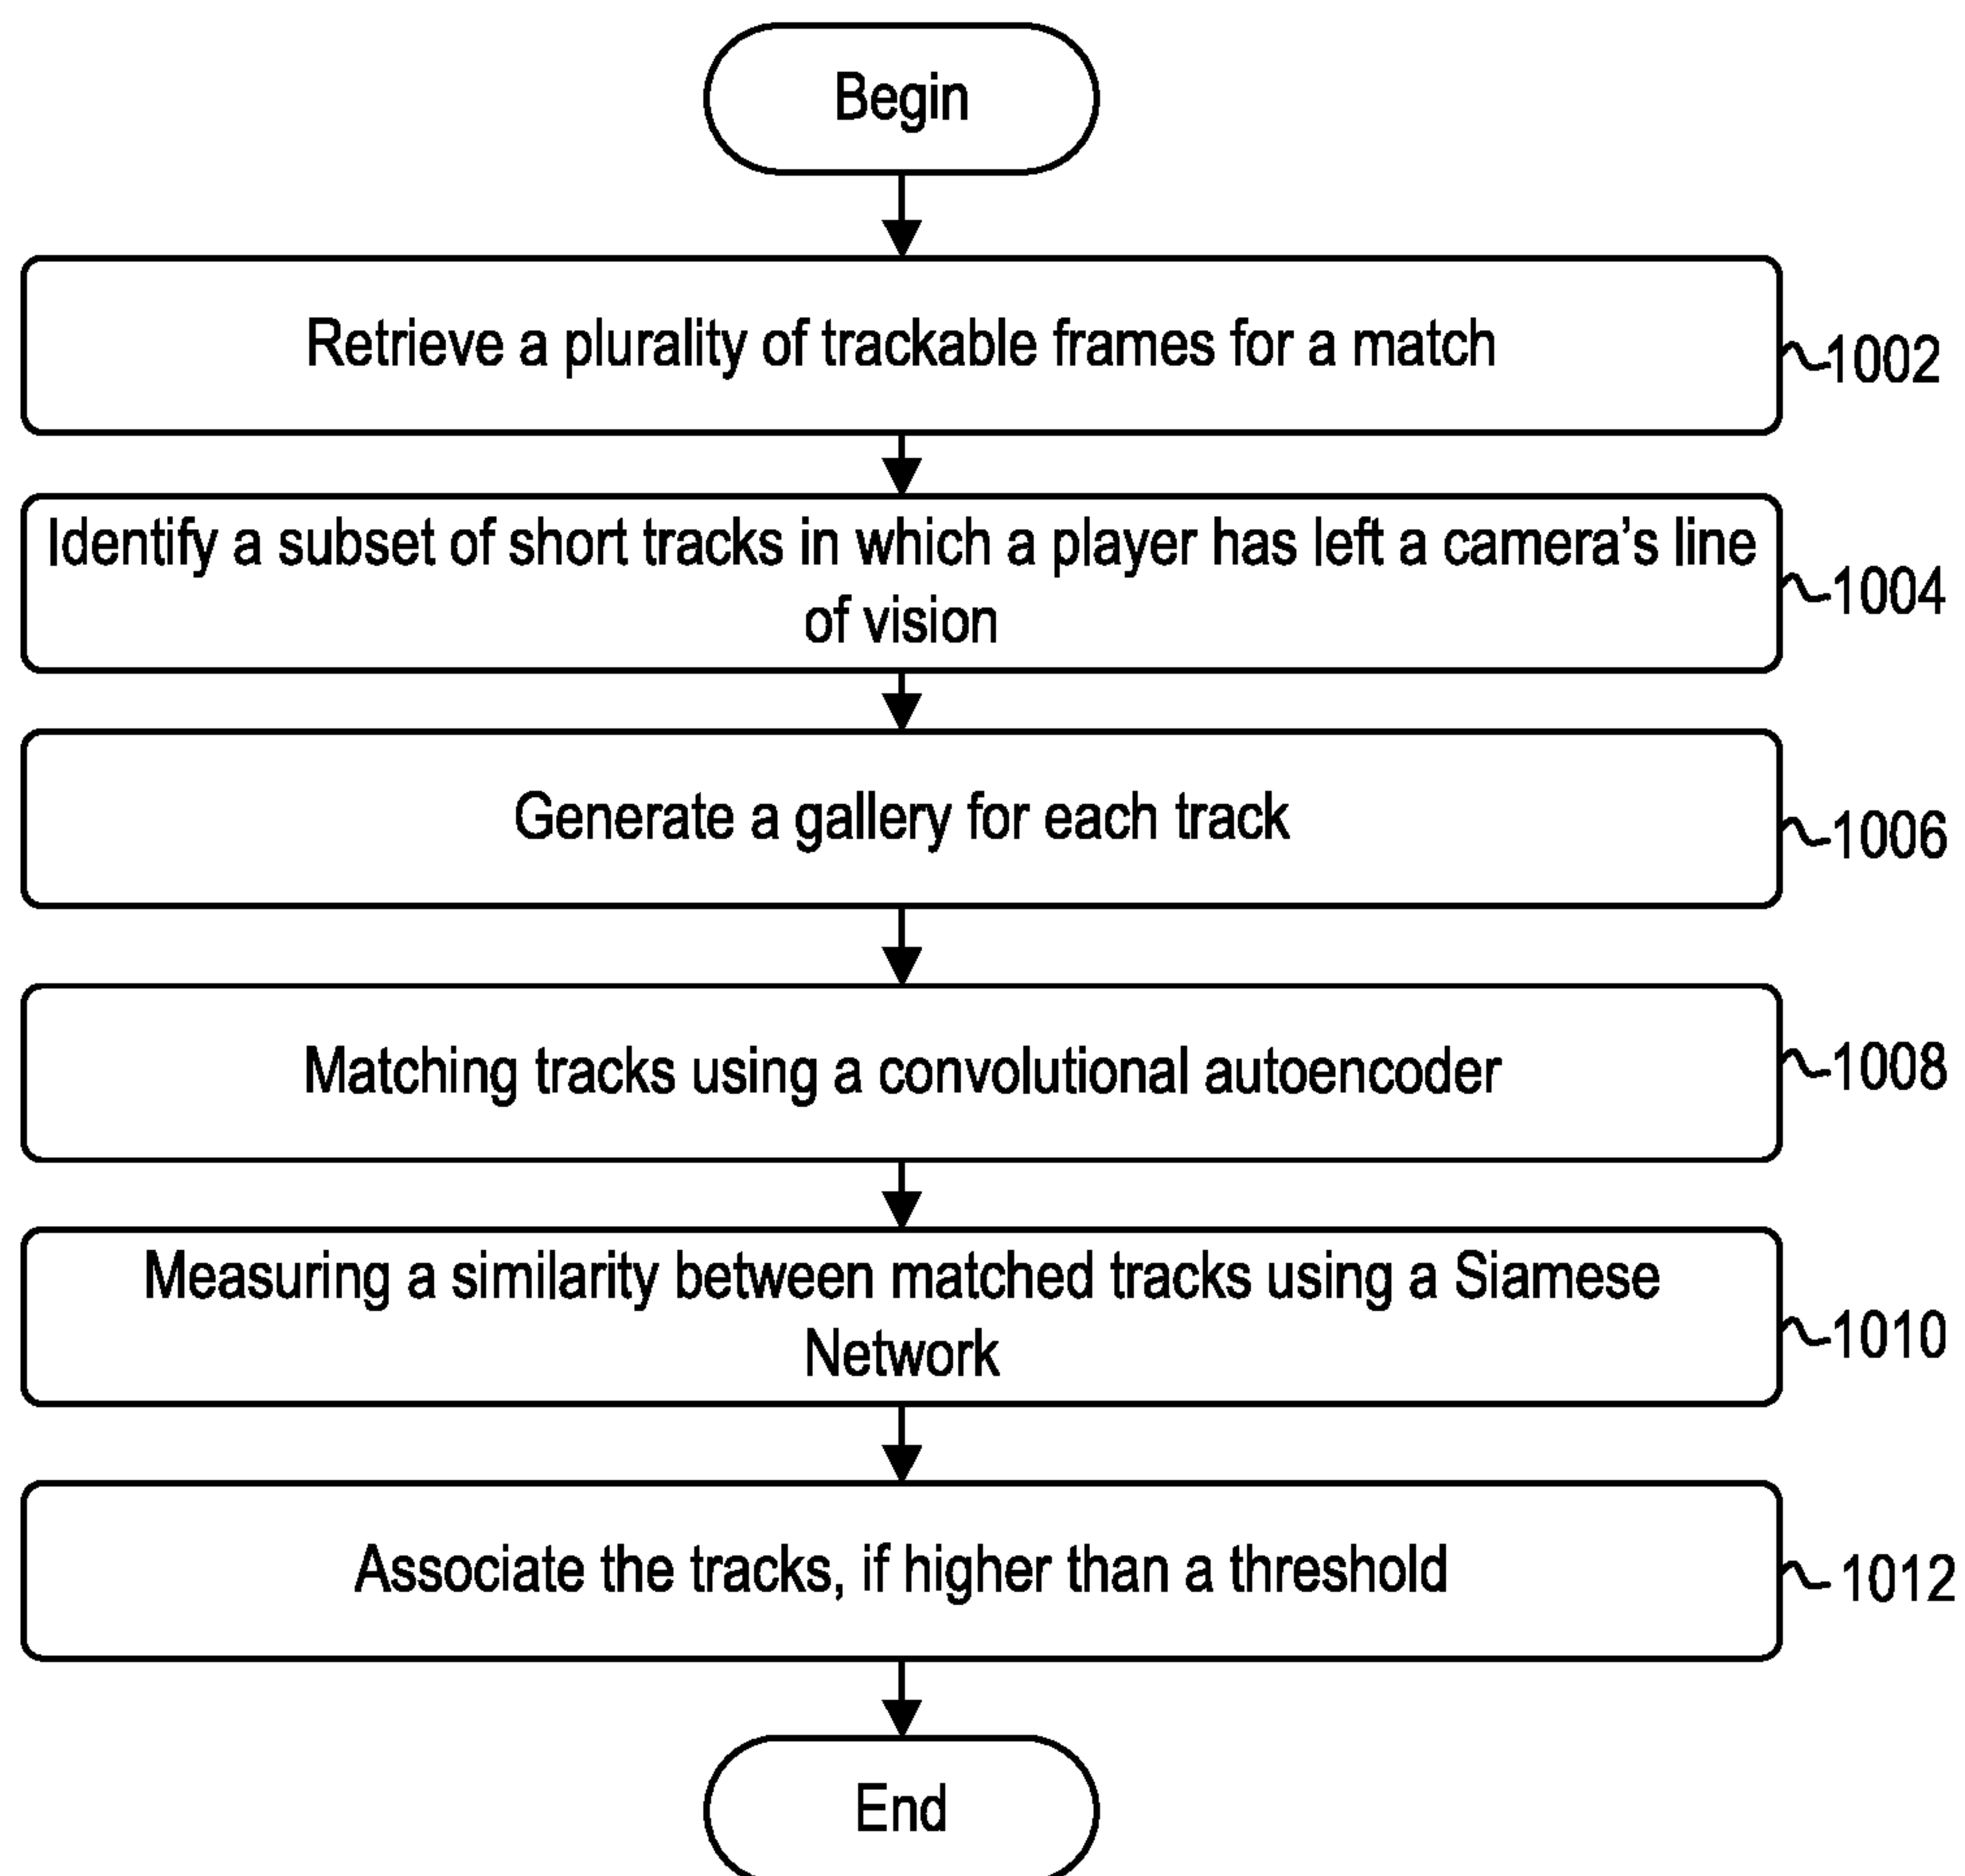 Begin
Retrieve a plurality of trackable frames for a match
1002
Identify a subset of short tracks in which a player has left a camera’s line
of vision
1004
Generate a gallery for each track
1006
Matching tracks using a convolutional autoencoder
1008
Measuring a similarity between matched tracks using a Siamese
Network
1010
Associate the tracks, if higher than a threshold
1012
End